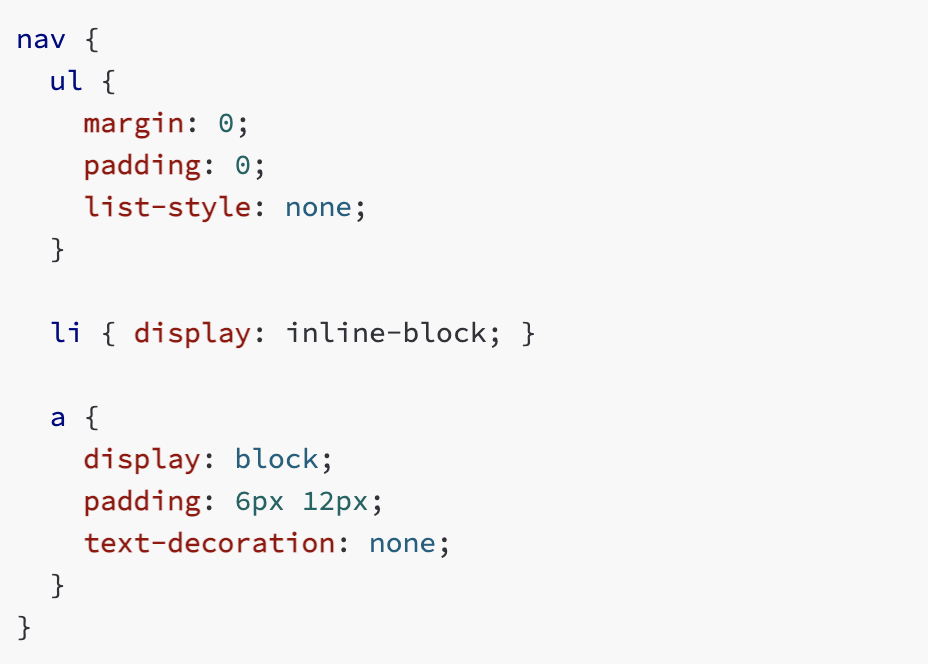 nav {
  ul {
    margin: 0;
    padding: 0;
    list-style: none;
  }

  li { display: inline-block; }

  a {
    display: block;
    padding: 6px 12px;
    text-decoration: none;
  }
}